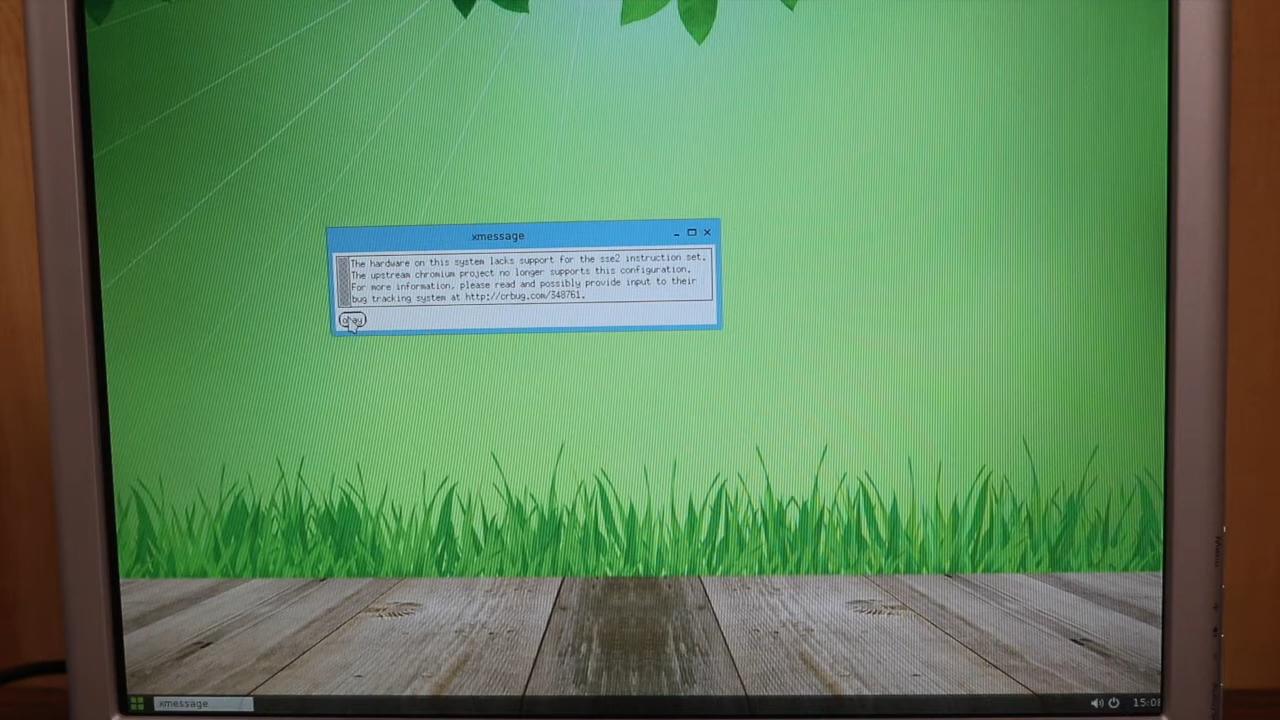 xmessage
The hardware on this system lacks support for the sse2 instruction set.
The upstream chromium project no longer supports this configuration.
For more information, please read and possibly provide input to their
bug tracking system at http://crbug.com/348761.
okay
xmessage